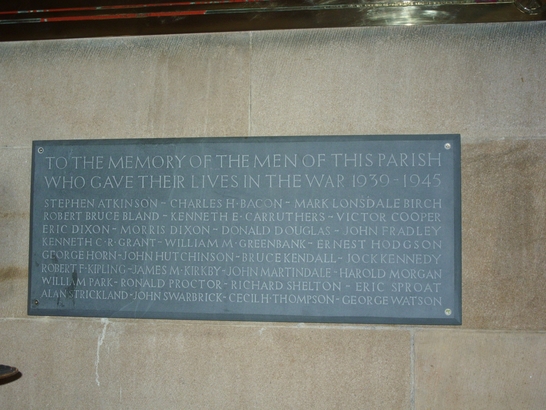 TO THE MEMORY OF THE MEN OF THIS PARISH
WHO GAVE THEIR LIVES IN THE WAR 1939-1945
STEPHEN ATKINSON - CHARLES H·BACON - MARK LONSDALE BIRCH
ROBERT BRUCE BLAND - KENNETH E·CARRUTHERS - VICTOR COOPER
ERIC DIXON - MORRIS DIXON - DONALD DOUGLAS - JOHN FRADLEY
KENNETH C·R·GRANT - WILLIAM M·GREENBANK - ERNEST HODGSON
GEORGE HORN - JOHN HUTCHINSON - BRUCE KENDALL - JOCK KENNEDY
ROBERT F·KIPLING - JAMES M·KIRKBY - JOHN MARTINDALE - HAROLD MORGAN
WILLIAM PARK - RONALD PROCTOR - RICHARD SHELTON - ERIC SPROAT
ALAN STRICKLAND - JOHN SWARBRICK - CECIL H·THOMPSON - GEORGE WATSON